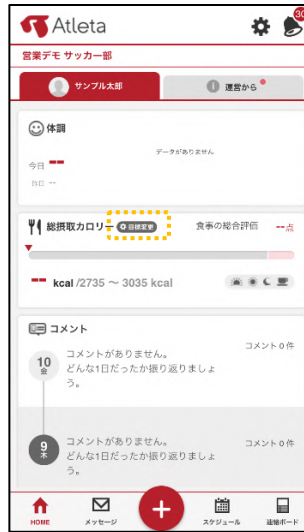 Atleta
30
営業デモ サッカー部
サンプル太郎
運営から
体調
データがありません
今日 --
昨日 --
総摂取カロリー 目標変更 食事の総合評価 --点
-- kcal /2735 ～ 3035 kcal
コメント
10
金
コメントがありません。
どんな1日だったか振り返りましょ
う。
コメント 0 件
9
木
コメントがありません。
どんな1日だったか振り返りましょ
う。
コメント 0 件
HOME
メッセージ
スケジュール
連絡ボード